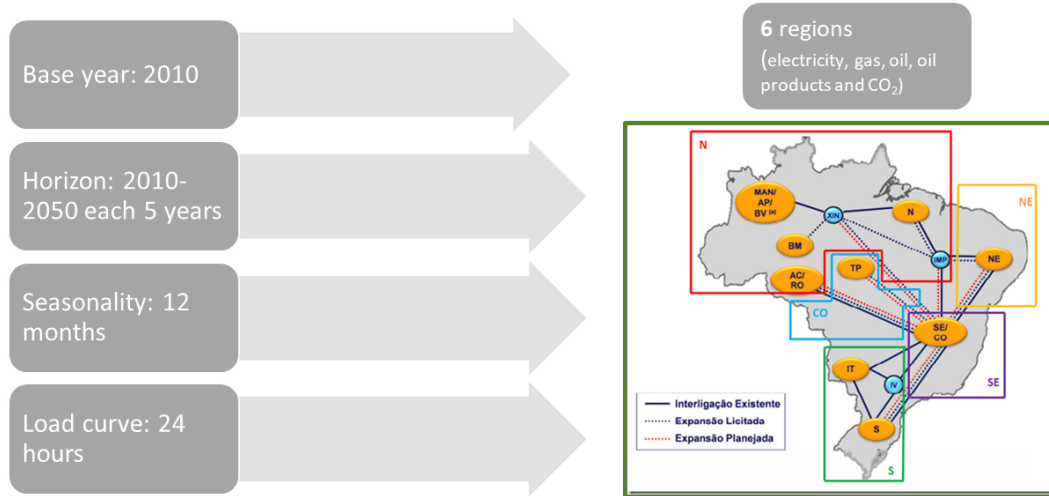 Base year: 2010
Horizon: 2010-
2050 each 5 years
Seasonality: 12
months
Load curve: 24
hours
6 regions
(electricity, gas, oil, oil
products and CO₂)
N
MAN/
AP/
BV (a)
XIN
N
NE
BM
IMP
NE
TP
AC/
RO
CO
SE/
CO
IT
IV
SE
S
S
Interligação Existente
Expansão Licitada
Expansão Planejada